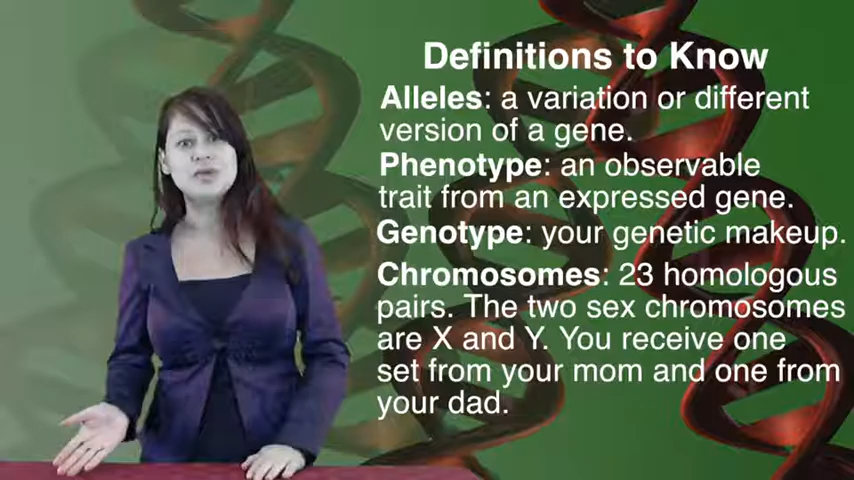 Definitions to Know
Alleles: a variation or different
version of a gene.
Phenotype: an observable
trait from an expressed gene.
Genotype: your genetic makeup.
Chromosomes: 23 homologous
pairs. The two sex chromosomes
are X and Y. You receive one
set from your mom and one from
your dad.